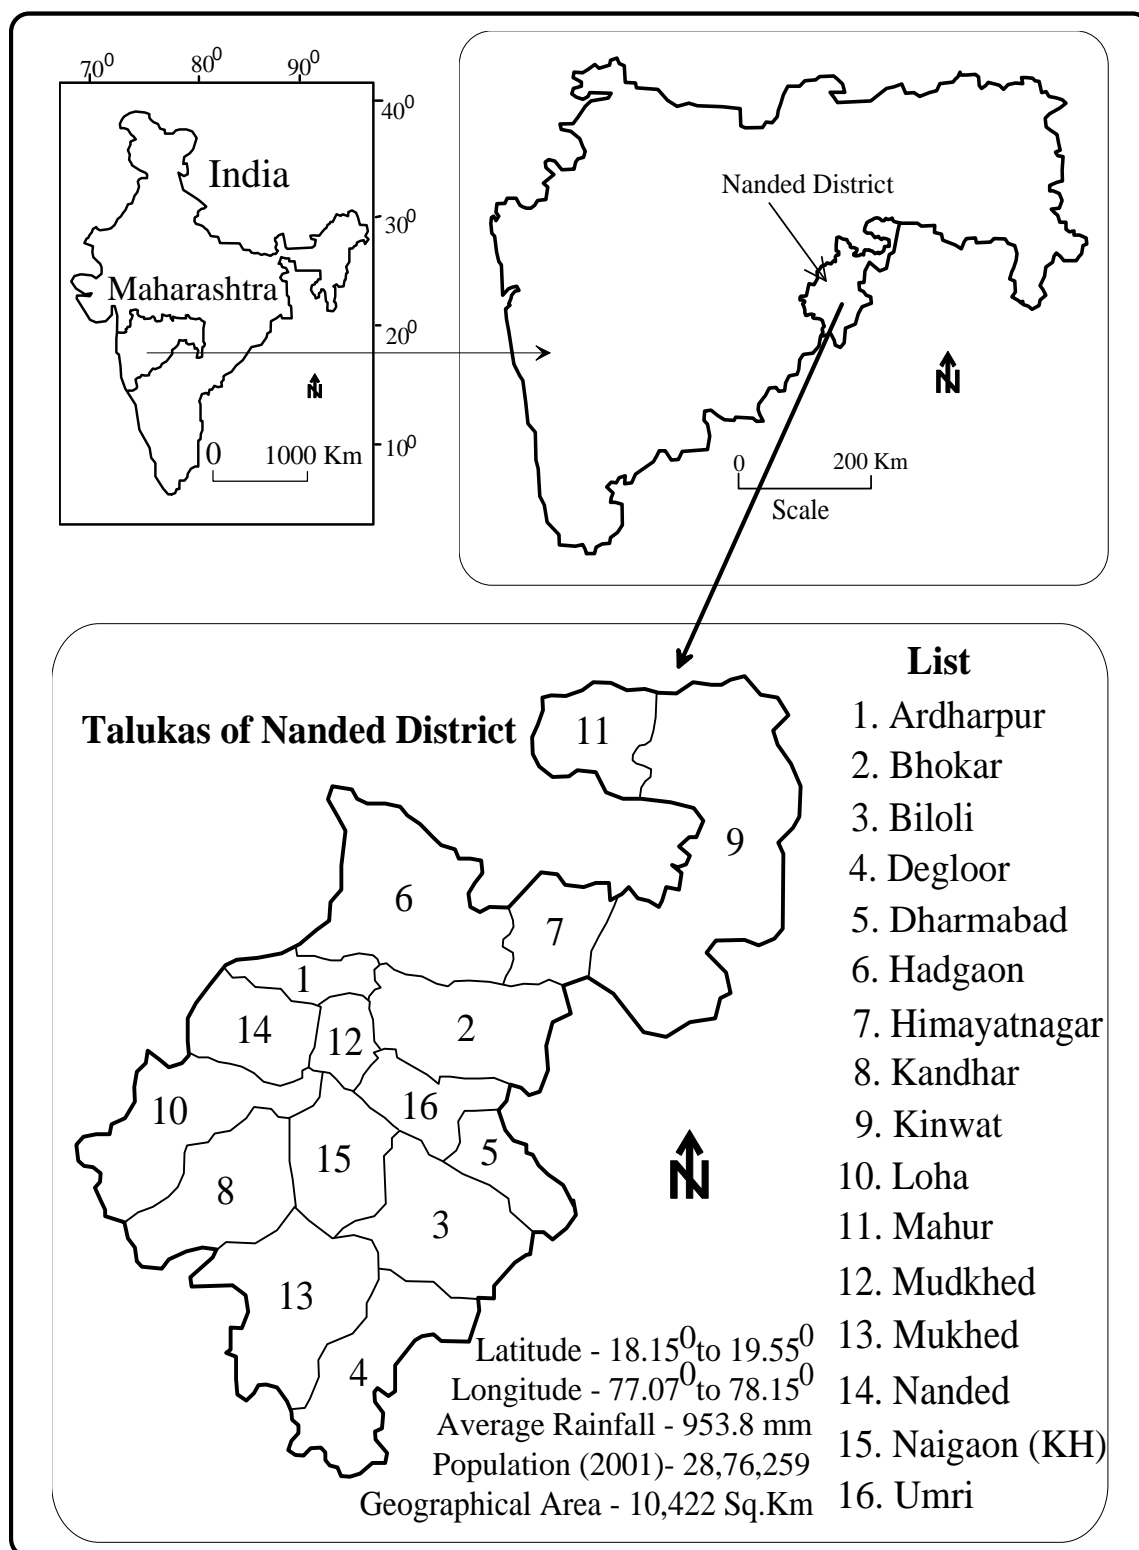 70⁰ 80⁰ 90⁰
40⁰
India
30⁰
Maharashtra
20⁰
N
10⁰
0 1000 Km
Nanded District
N
0 200 Km
Scale
Talukas of Nanded District
11
9
6
7
1
14
12
2
10
16
15
5
8
3
13
4
N
List
1. Ardharpur
2. Bhokar
3. Biloli
4. Degloor
5. Dharmabad
6. Hadgaon
7. Himayatnagar
8. Kandhar
9. Kinwat
10. Loha
11. Mahur
12. Mudkhed
13. Mukhed
14. Nanded
15. Naigaon (KH)
16. Umri
Latitude - 18.15⁰to 19.55⁰
Longitude - 77.07⁰to 78.15⁰
Average Rainfall - 953.8 mm
Population (2001)- 28,76,259
Geographical Area - 10,422 Sq.Km